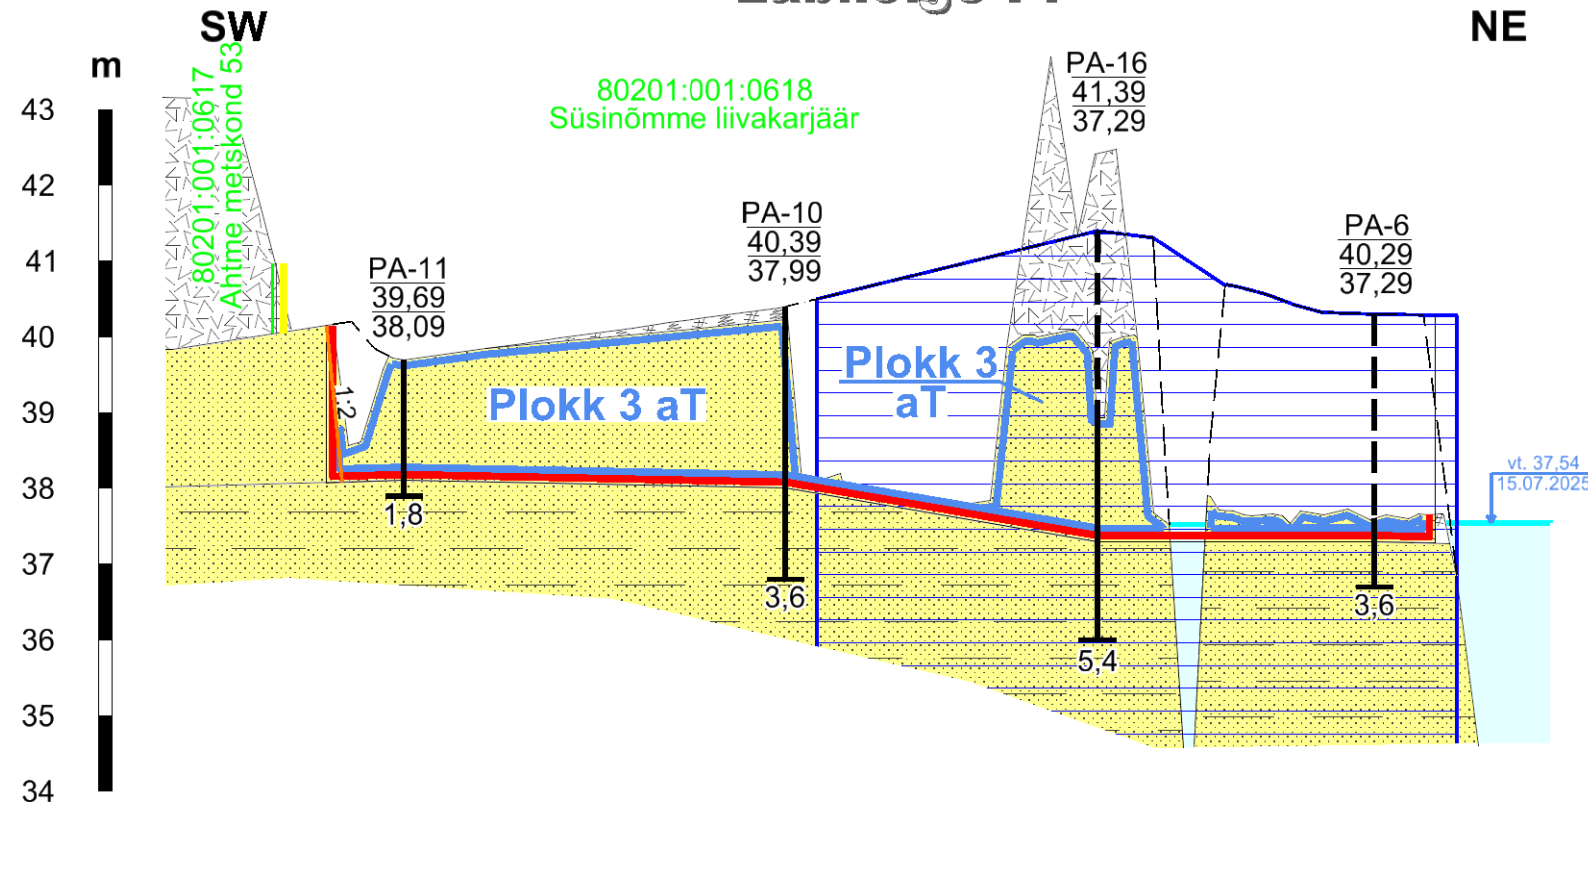 SW
NE
m
43
42
41
40
39
38
37
36
35
34
80201:001:0617
Ahtme metskond 53
80201:001:0618
Süsinõmme liivakarjäär
PA-11
39,69
38,09
1,8
1:2
Plokk 3 aT
PA-10
40,39
37,99
3,6
Plokk 3
aT
PA-16
41,39
37,29
5,4
PA-6
40,29
37,29
3,6
vt. 37,54
15.07.2025